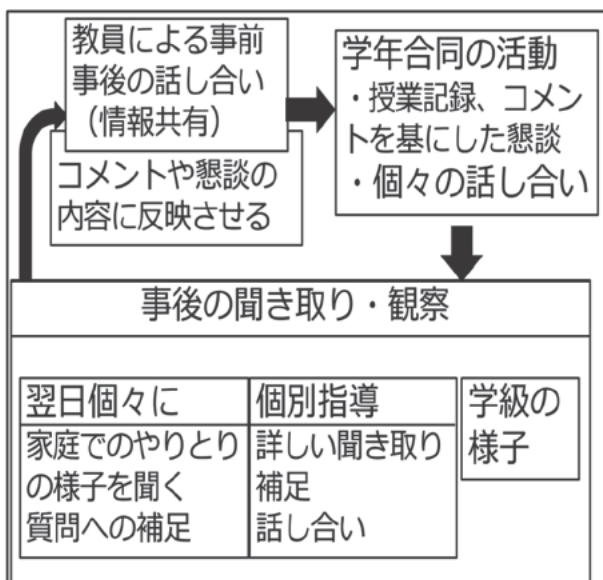 教員による事前
事後の話し合い
（情報共有）
コメントや懇談の
内容に反映させる
学年合同の活動
・授業記録、コメン
トを基にした懇談
・個々の話し合い
事後の聞き取り・観察
翌日個々に
家庭でのやりとり
の様子を聞く
質問への補足
個別指導
詳しい聞き取り
補足
話し合い
学級の
様子